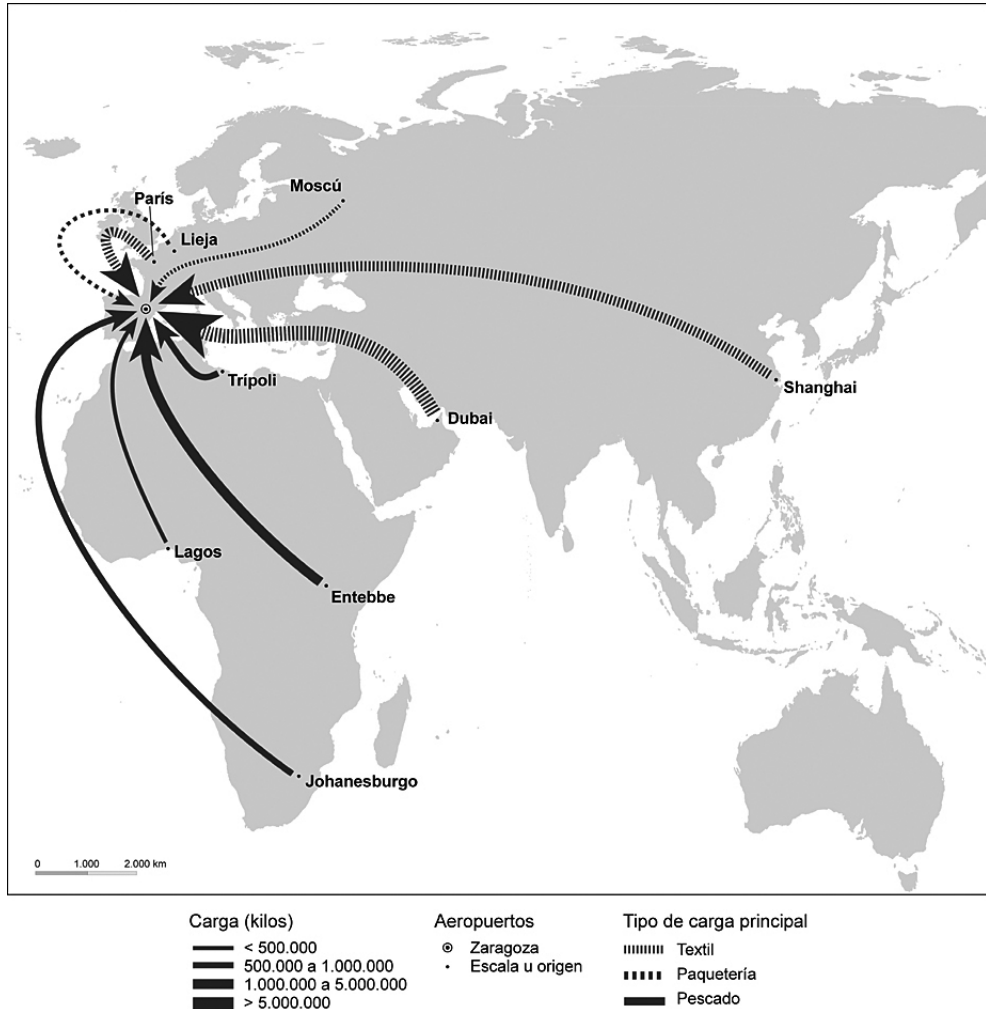 Moscú
París
Lieja
Shanghai
Trípoli
Dubai
Lagos
Entebbe
Johanesburgo
0 1.000 2.000 km
Carga (kilos)
< 500.000
500.000 a 1.000.000
1.000.000 a 5.000.000
> 5.000.000
Aeropuertos
Zaragoza
Escala u origen
Tipo de carga principal
Textil
Paquetería
Pescado